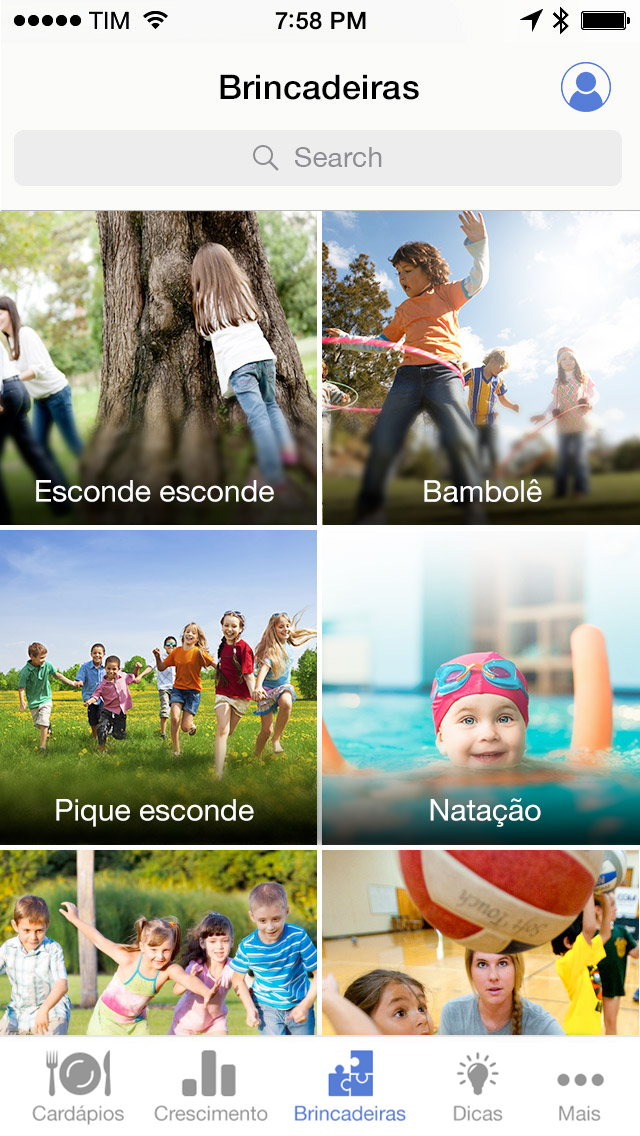 TIM 7:58 PM
Brincadeiras
Search
Esconde esconde
Bambolê
Pique esconde
Natação
Soft Touch
Cardápios
Crescimento
Brincadeiras
Dicas
Mais